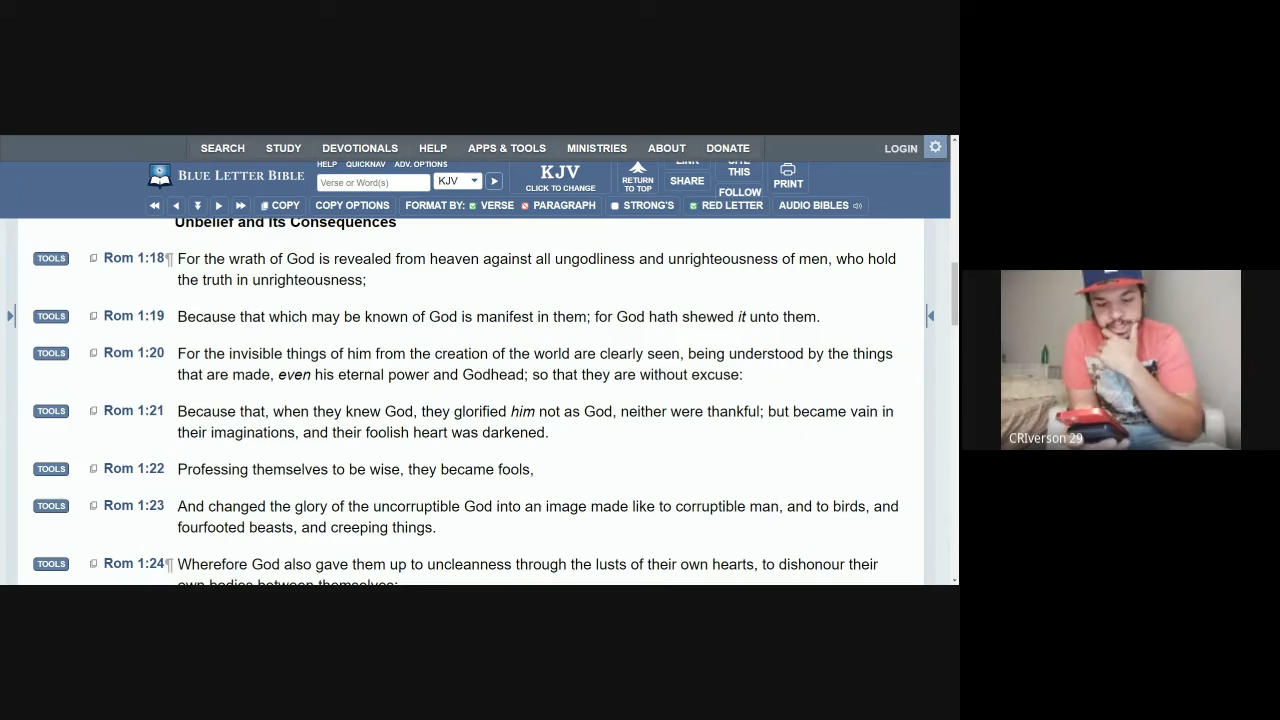 SEARCH STUDY DEVOTIONALS HELP APPS & TOOLS MINISTRIES ABOUT DONATE LOGIN
HELP QUICKNAV ADV. OPTIONS
BLUE LETTER BIBLE
Verse or Word(s) KJV
KJV
CLICK TO CHANGE
RETURN
TO TOP
LINK
SHARE
CITE
THIS
FOLLOW
PRINT
COPY COPY OPTIONS FORMAT BY: VERSE PARAGRAPH STRONG'S RED LETTER AUDIO BIBLES
Unbelief and Its Consequences
TOOLS Rom 1:18¶ For the wrath of God is revealed from heaven against all ungodliness and unrighteousness of men, who hold
the truth in unrighteousness;
TOOLS Rom 1:19 Because that which may be known of God is manifest in them; for God hath shewed it unto them.
TOOLS Rom 1:20 For the invisible things of him from the creation of the world are clearly seen, being understood by the things
that are made, even his eternal power and Godhead; so that they are without excuse:
TOOLS Rom 1:21 Because that, when they knew God, they glorified him not as God, neither were thankful; but became vain in
their imaginations, and their foolish heart was darkened.
TOOLS Rom 1:22 Professing themselves to be wise, they became fools,
TOOLS Rom 1:23 And changed the glory of the uncorruptible God into an image made like to corruptible man, and to birds, and
fourfooted beasts, and creeping things.
TOOLS Rom 1:24¶ Wherefore God also gave them up to uncleanness through the lusts of their own hearts, to dishonour their
own bodies between themselves:
CRIverson 29